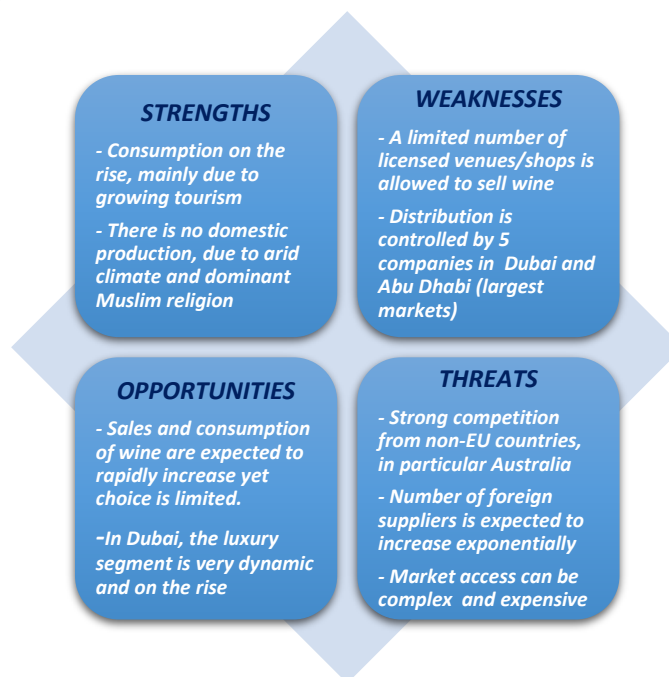 STRENGTHS
- Consumption on the
rise, mainly due to
growing tourism
- There is no domestic
production, due to arid
climate and dominant
Muslim religion
WEAKNESSES
- A limited number of
licensed venues/shops is
allowed to sell wine
- Distribution is
controlled by 5
companies in Dubai and
Abu Dhabi (largest
markets)
OPPORTUNITIES
- Sales and consumption
of wine are expected to
rapidly increase yet
choice is limited.
-In Dubai, the luxury
segment is very dynamic
and on the rise
THREATS
- Strong competition
from non-EU countries,
in particular Australia
- Number of foreign
suppliers is expected to
increase exponentially
- Market access can be
complex and expensive